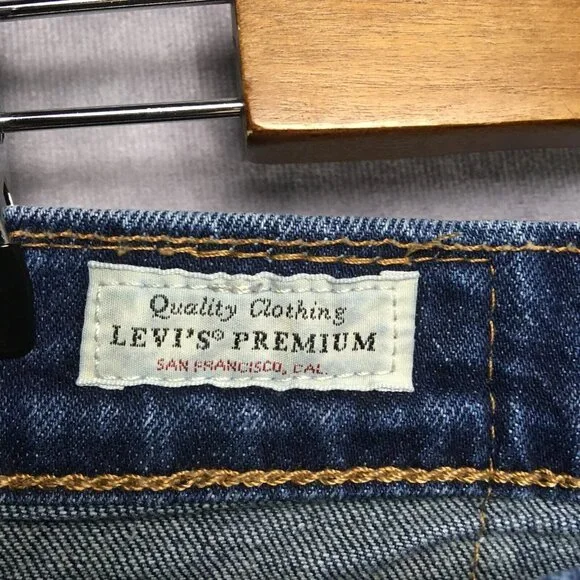 Quality Clothing
LEVI'S® PREMIUM
SAN FRANCISCO, CAL.